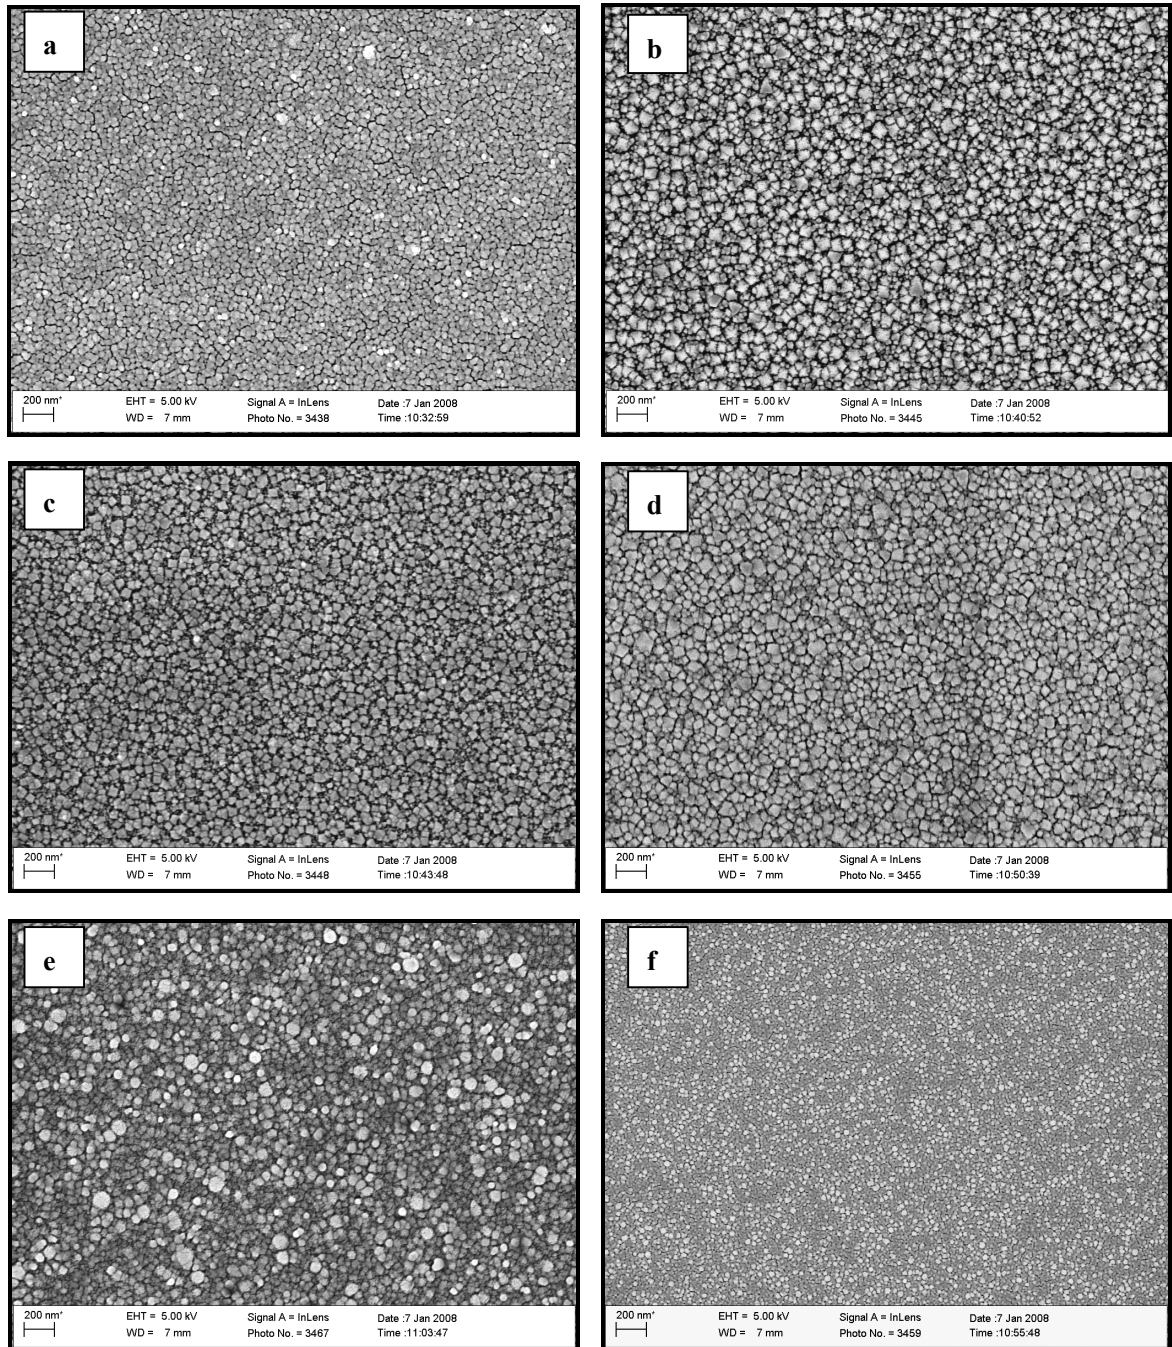 a
200 nm* EHT = 5.00 kV Signal A = InLens Date :7 Jan 2008
WD = 7 mm Photo No. = 3438 Time :10:32:59
b
200 nm* EHT = 5.00 kV Signal A = InLens Date :7 Jan 2008
WD = 7 mm Photo No. = 3445 Time :10:40:52
c
200 nm* EHT = 5.00 kV Signal A = InLens Date :7 Jan 2008
WD = 7 mm Photo No. = 3448 Time :10:43:48
d
200 nm* EHT = 5.00 kV Signal A = InLens Date :7 Jan 2008
WD = 7 mm Photo No. = 3455 Time :10:50:39
e
200 nm* EHT = 5.00 kV Signal A = InLens Date :7 Jan 2008
WD = 7 mm Photo No. = 3467 Time :11:03:47
f
200 nm* EHT = 5.00 kV Signal A = InLens Date :7 Jan 2008
WD = 7 mm Photo No. = 3459 Time :10:55:48